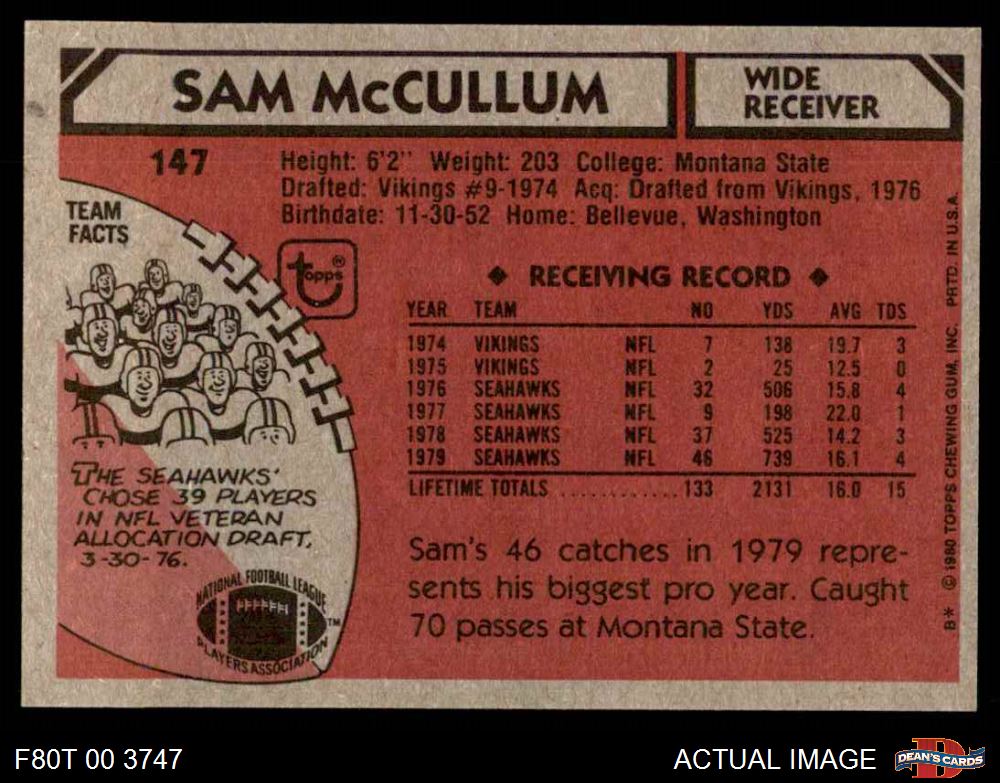 SAM McCULLUM
WIDE
RECEIVER
147
Height: 6'2" Weight: 203 College: Montana State
Drafted: Vikings #9-1974 Acq: Drafted from Vikings, 1976
Birthdate: 11-30-52 Home: Bellevue, Washington
TEAM
FACTS
topps®
◆ RECEIVING RECORD ◆
YEAR TEAM NO YDS AVG TDS
1974 VIKINGS NFL 7 138 19.7 3
1975 VIKINGS NFL 2 25 12.5 0
1976 SEAHAWKS NFL 32 506 15.8 4
1977 SEAHAWKS NFL 9 198 22.0 1
1978 SEAHAWKS NFL 37 525 14.2 3
1979 SEAHAWKS NFL 46 739 16.1 4
LIFETIME TOTALS ............ 133 2131 16.0 15
THE SEAHAWKS'
CHOSE 39 PLAYERS
IN NFL VETERAN
ALLOCATION DRAFT,
3-30-76.
NATIONAL FOOTBALL LEAGUE
PLAYERS ASSOCIATION
TM
Sam's 46 catches in 1979 repre-
sents his biggest pro year. Caught
70 passes at Montana State.
B* © 1980 TOPPS CHEWING GUM, INC. PRTD. IN U.S.A.
F80T 00 3747
ACTUAL IMAGE
D
DEAN'S CARDS